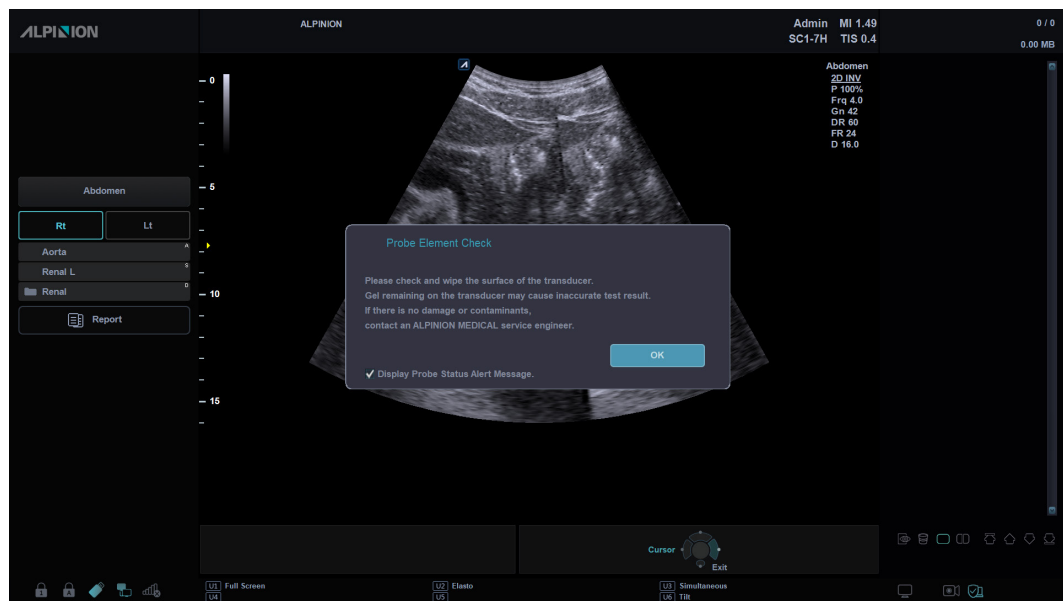 ALPINION
ALPINION
Admin MI 1.49
SC1-7H TIS 0.4
0 / 0
0.00 MB
Abdomen
2D INV
P 100%
Frq 4.0
Gn 42
DR 60
FR 24
D 16.0
0
5
10
15
Abdomen
Rt Lt
Aorta A
Renal L S
Renal D
Report
Probe Element Check
Please check and wipe the surface of the transducer.
Gel remaining on the transducer may cause inaccurate test result.
If there is no damage or contaminants,
contact an ALPINION MEDICAL service engineer.
OK
Display Probe Status Alert Message.
Cursor
Exit
U1 Full Screen U2 Elasto U3 Simultaneous
U4 U5 U6 Tilt